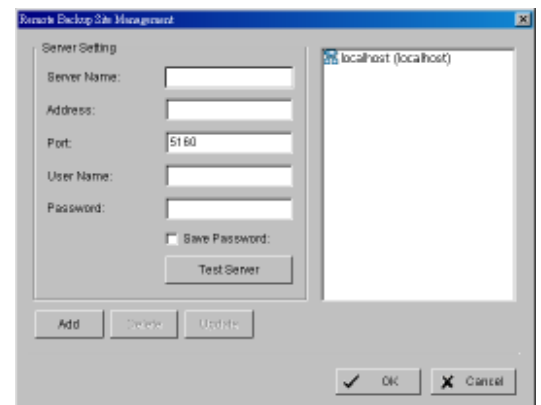 Remote Backup Site Management
Server Setting
Server Name:
Address:
Port:
5160
User Name:
Password:
Save Password:
Test Server
localhost (localhost)
Add
Delete
Update
OK
Cancel